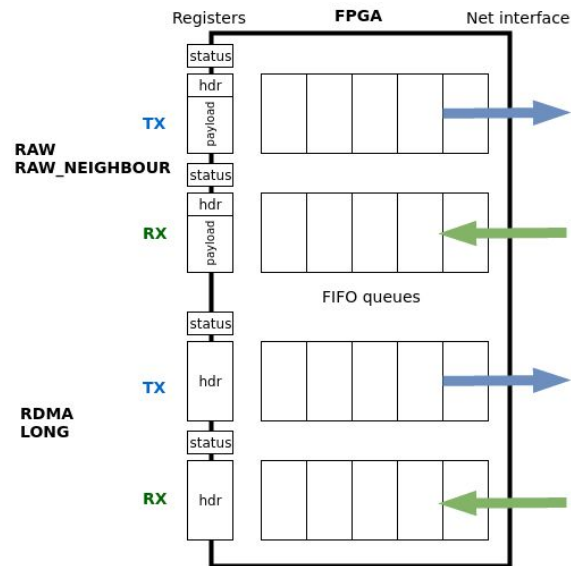 Registers
FPGA
Net interface
status
hdr
payload
TX
RAW
RAW_NEIGHBOUR
status
hdr
payload
RX
FIFO queues
status
hdr
TX
RDMA
LONG
status
hdr
RX